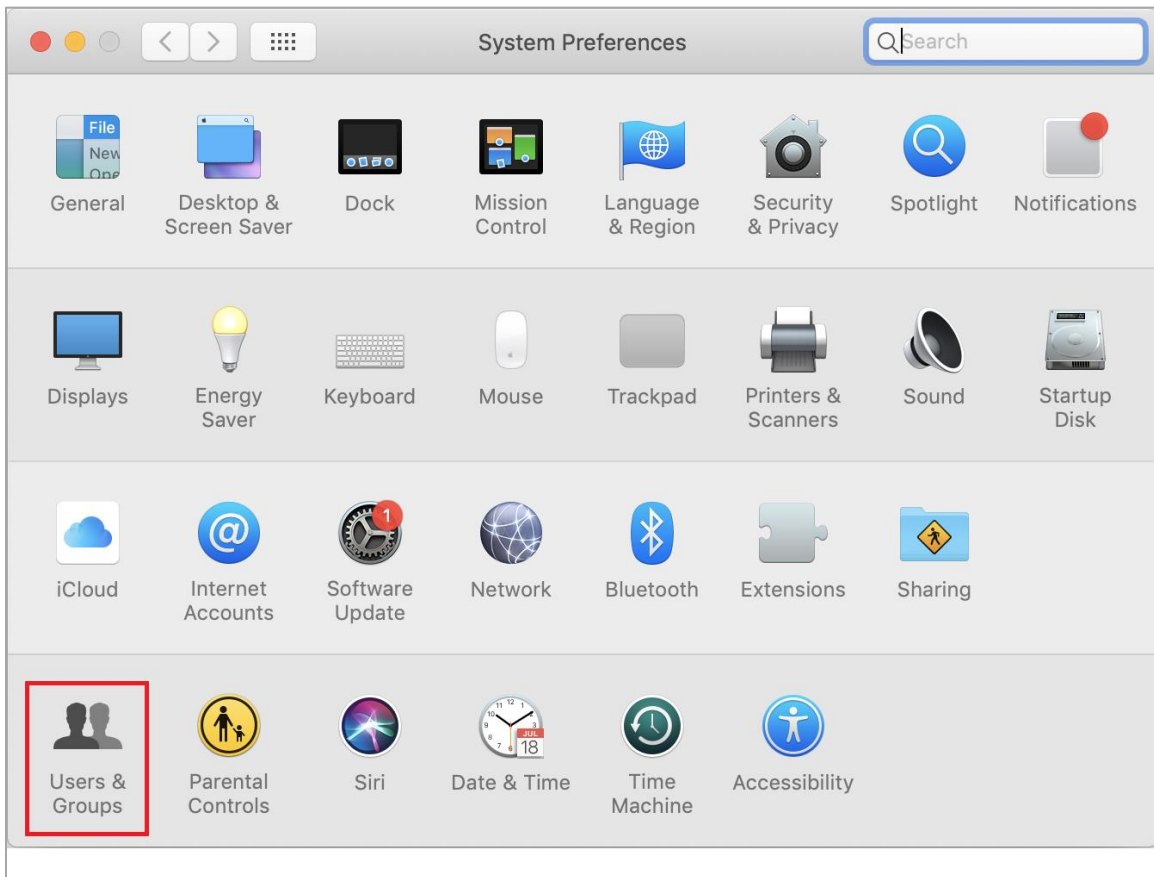 System Preferences
Search
File
New
Ope
General
Desktop &
Screen Saver
Dock
Mission
Control
Language
& Region
Security
& Privacy
Spotlight
Notifications
Displays
Energy
Saver
Keyboard
Mouse
Trackpad
Printers &
Scanners
Sound
Startup
Disk
iCloud
@
Internet
Accounts
1
Software
Update
Network
Bluetooth
Extensions
Sharing
Users &
Groups
Parental
Controls
Siri
JUL
18
Date & Time
Time
Machine
Accessibility